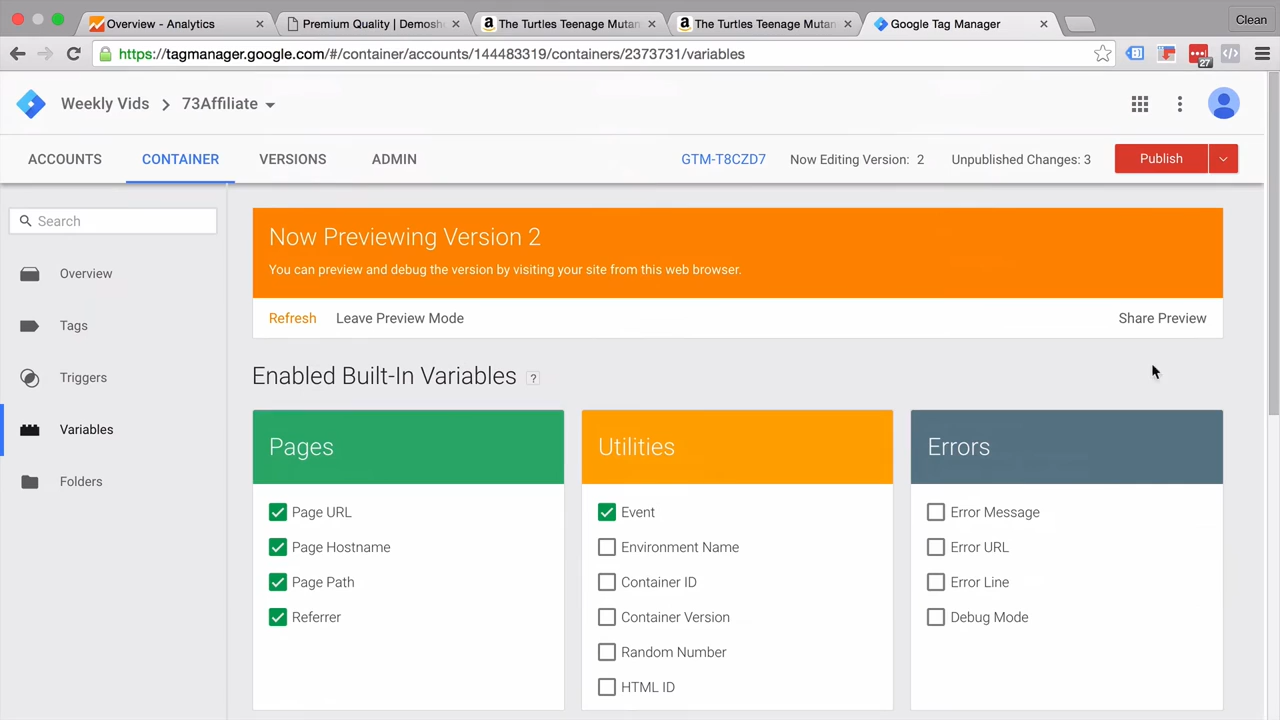 Overview - Analytics
Premium Quality | Demosh
The Turtles Teenage Mutan
The Turtles Teenage Mutan
Google Tag Manager
Clean
https://tagmanager.google.com/#/container/accounts/144483319/containers/2373731/variables
27
Weekly Vids
73Affiliate
ACCOUNTS
CONTAINER
VERSIONS
ADMIN
GTM-T8CZD7
Now Editing Version: 2
Unpublished Changes: 3
Publish
Search
Overview
Tags
Triggers
Variables
Folders
Now Previewing Version 2
You can preview and debug the version by visiting your site from this web browser.
Refresh
Leave Preview Mode
Share Preview
Enabled Built-In Variables ?
Pages
Page URL
Page Hostname
Page Path
Referrer
Utilities
Event
Environment Name
Container ID
Container Version
Random Number
HTML ID
Errors
Error Message
Error URL
Error Line
Debug Mode